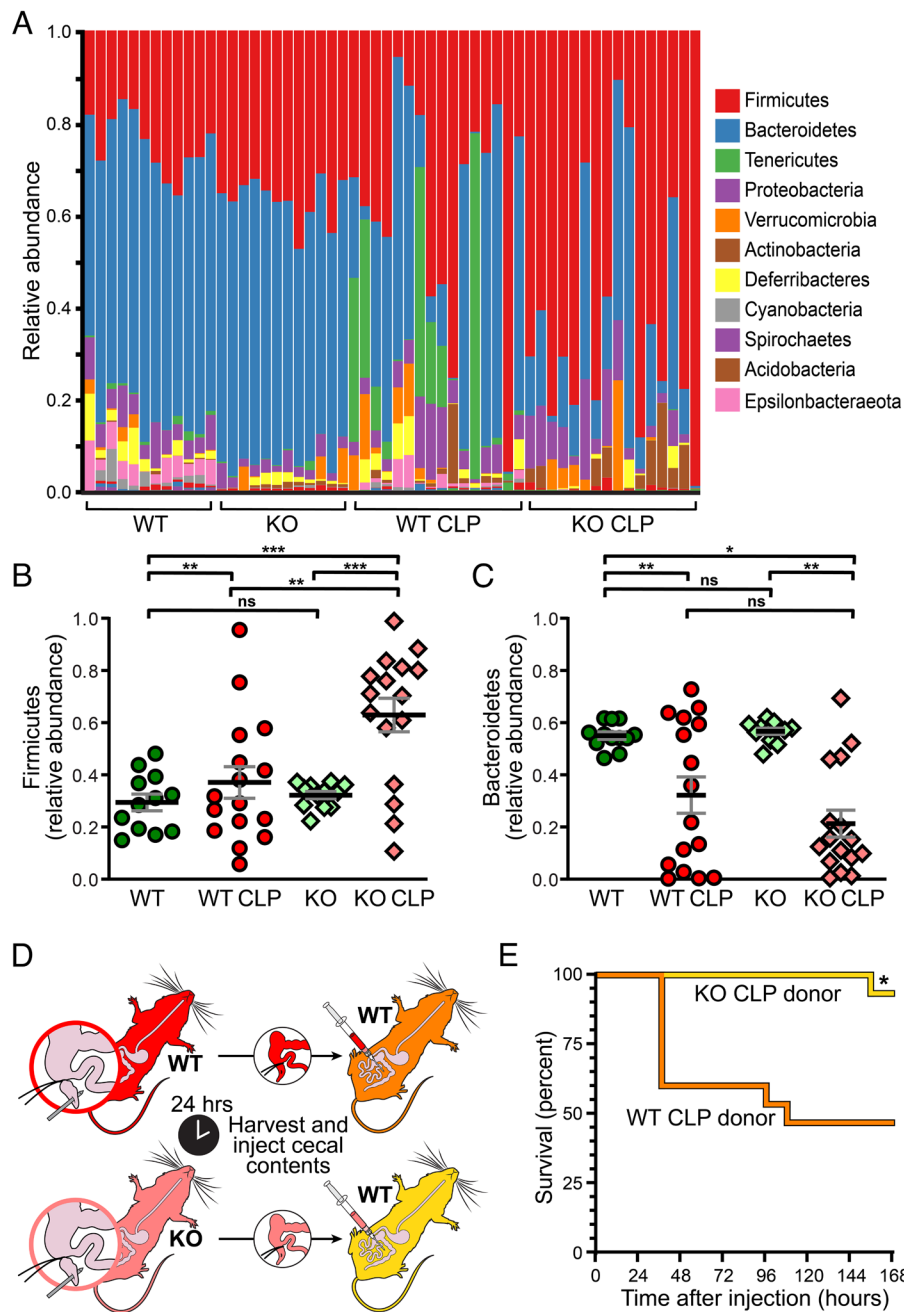 A
1.0
0.8
0.6
0.4
0.2
0.0
Relative abundance
Firmicutes
Bacteroidetes
Tenericutes
Proteobacteria
Verrucomicrobia
Actinobacteria
Deferribacteres
Cyanobacteria
Spirochaetes
Acidobacteria
Epsilonbacteraeota
WT
KO
WT CLP
KO CLP
B
***
** ***
**
ns
1.0
0.8
0.6
0.4
0.2
0.0
Firmicutes
(relative abundance)
WT WT CLP KO KO CLP
C
*
** **
ns
ns
1.0
0.8
0.6
0.4
0.2
0.0
Bacteroidetes
(relative abundance)
WT WT CLP KO KO CLP
D
WT
WT
24 hrs
Harvest and
inject cecal
contents
KO
WT
E
100
75
50
25
0
Survival (percent)
KO CLP donor
*
WT CLP donor
0 24 48 72 96 120 144 168
Time after injection (hours)